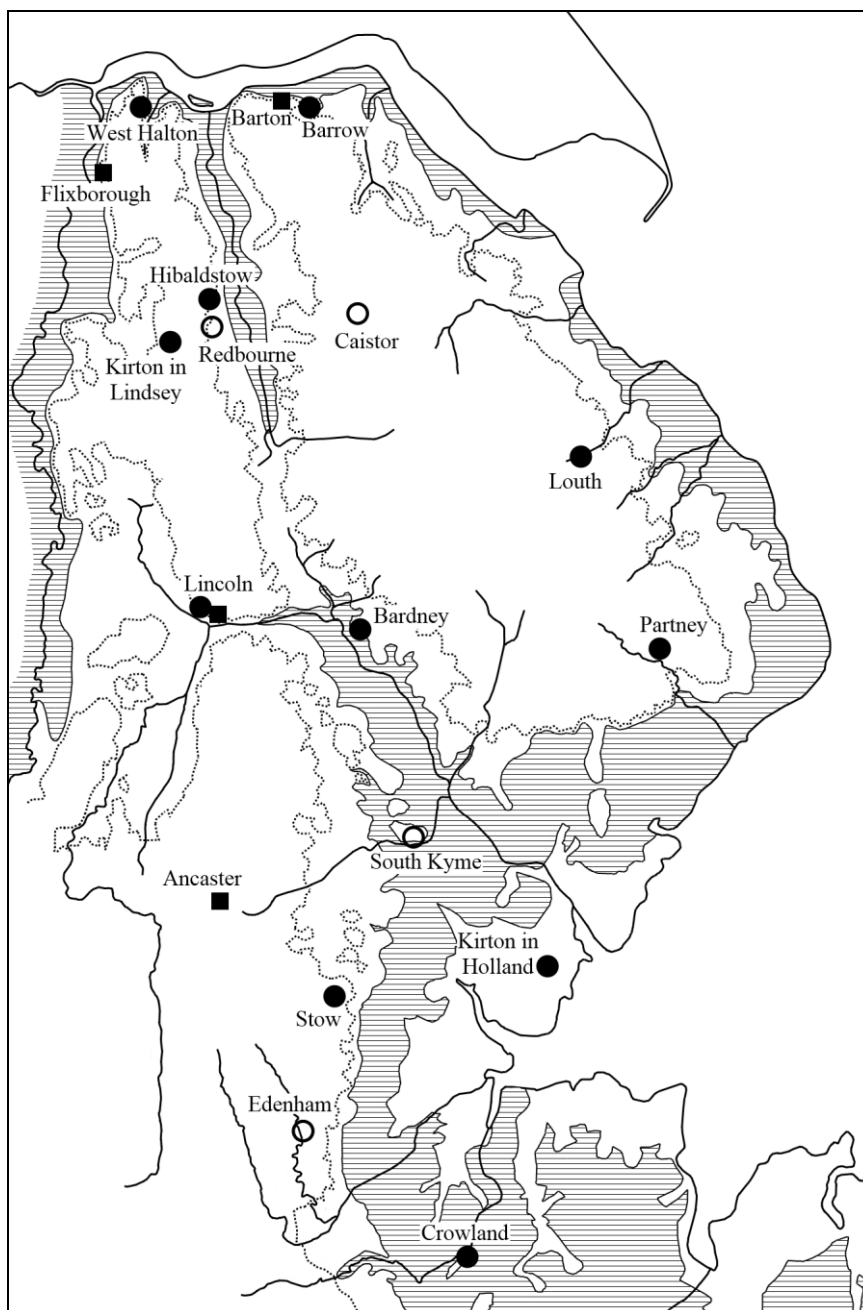 West Halton
Barton
Barrow
Flixborough
Hibaldstow
Redbourne
Caistor
Kirton in
Lindsey
Louth
Lincoln
Bardney
Partney
South Kyme
Ancaster
Kirton in
Holland
Stow
Edenham
Crowland